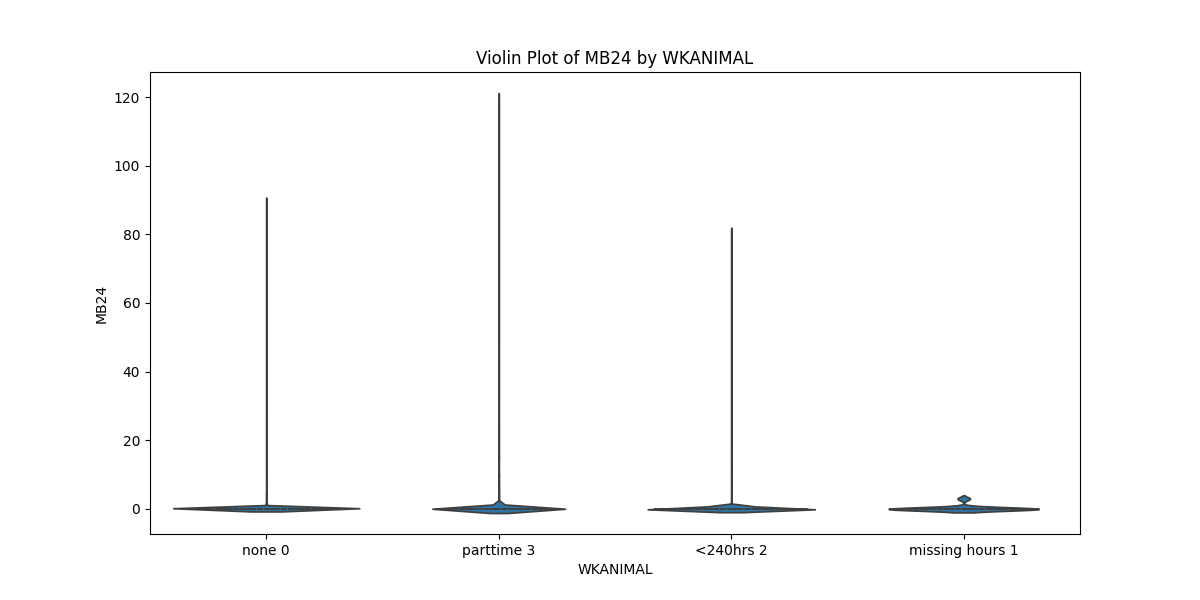 Violin Plot of MB24 by WKANIMAL
120
100
80
60
40
20
0
MB24
none 0
parttime 3
<240hrs 2
missing hours 1
WKANIMAL